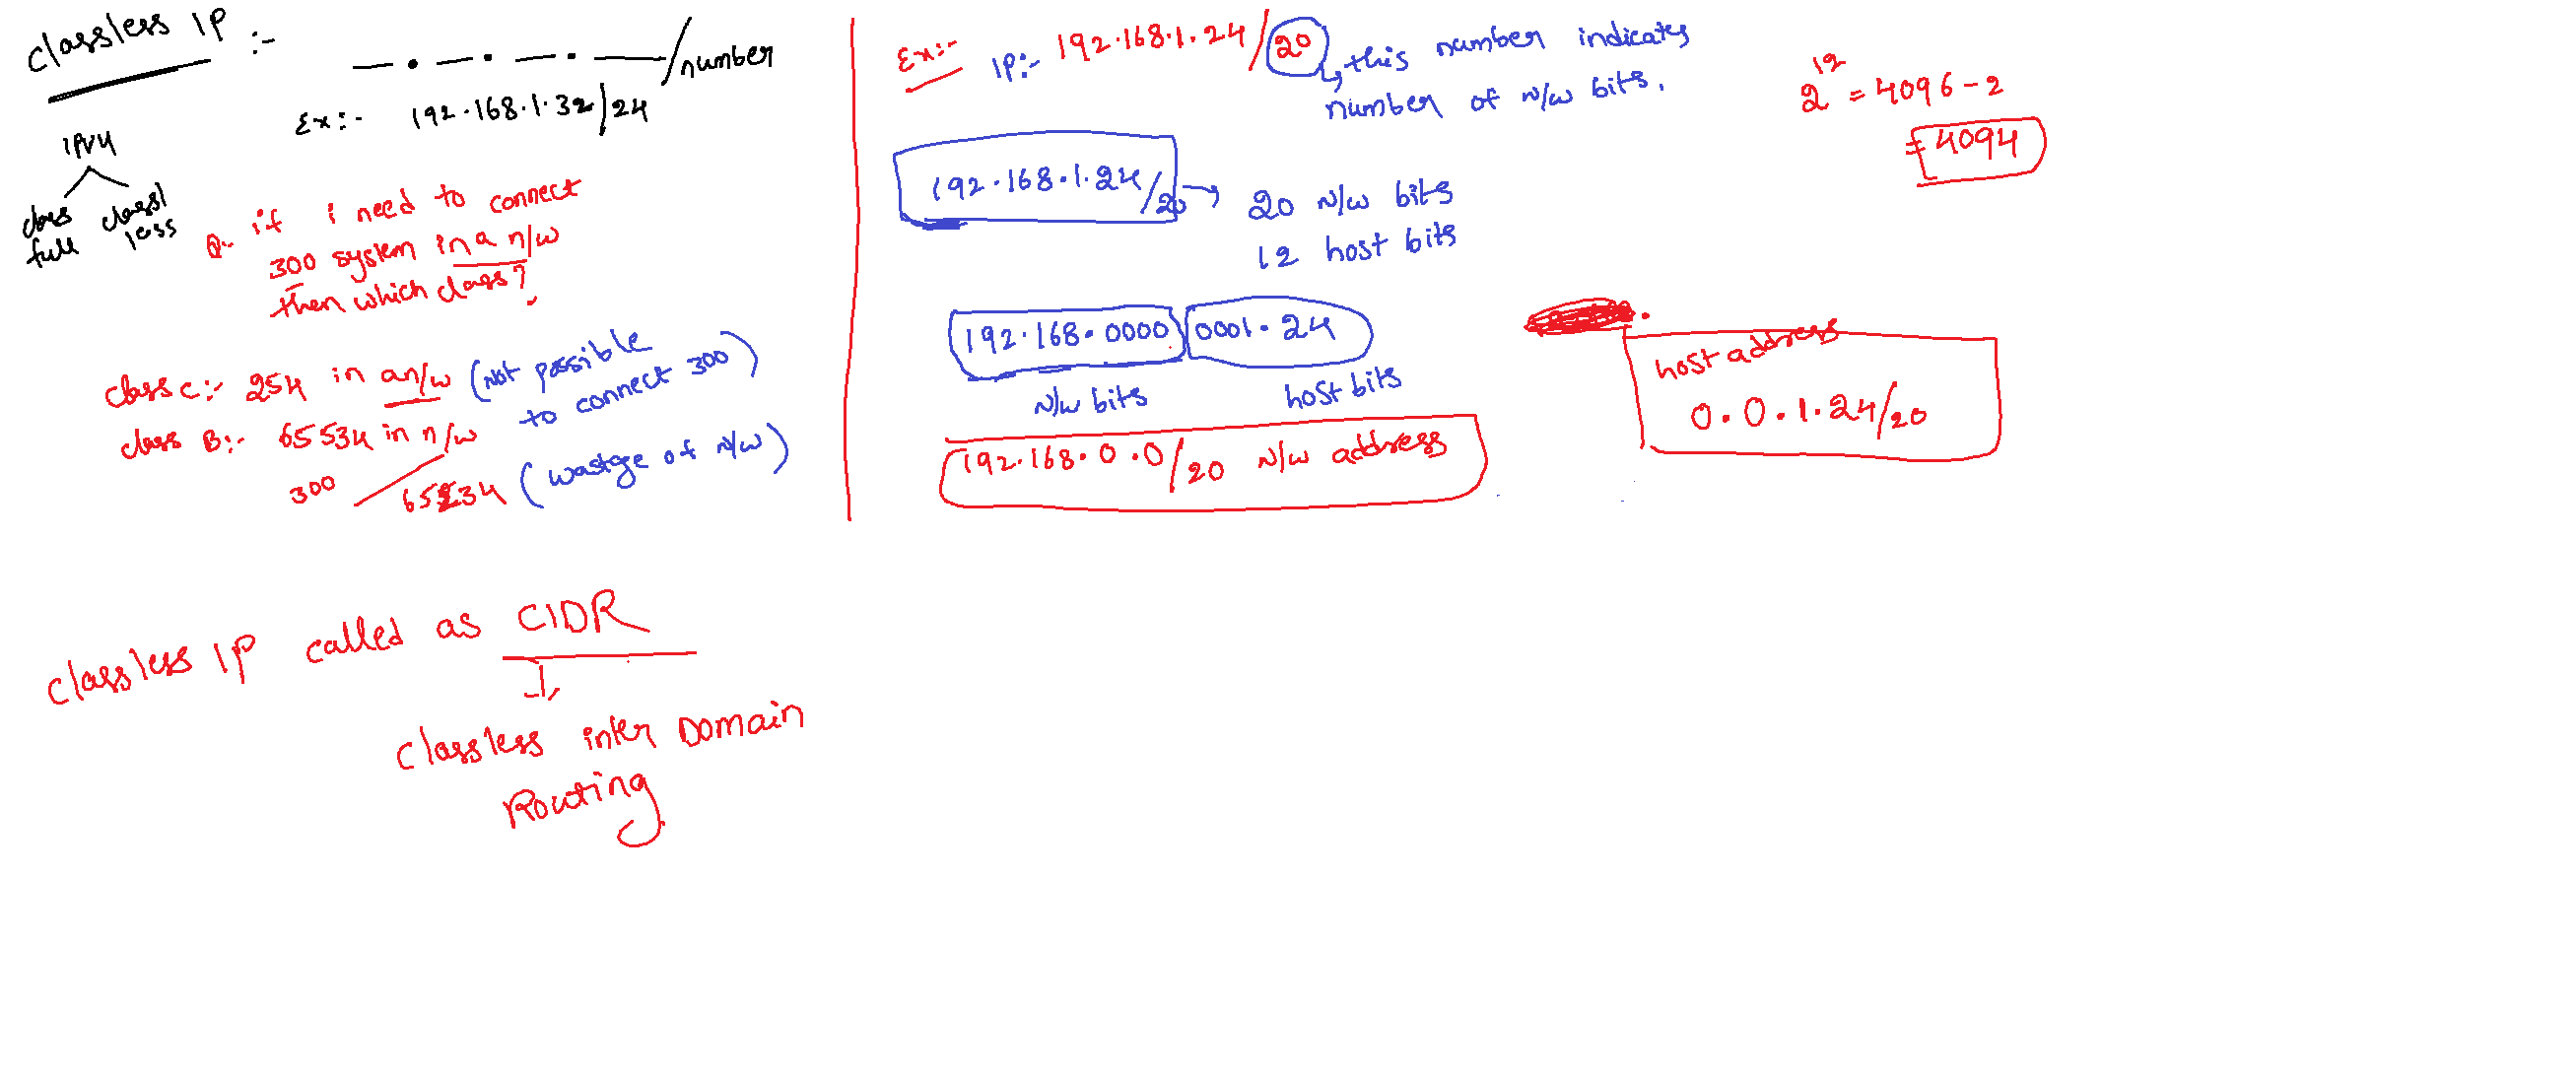 classless IP :-
— . — . — . — /number
Ex:- 192.168.1.32/24
IPV4
class full
classl less
Q:- if i need to connect
300 system in a n/w
then which class?
class C:- 254 in a n/w (Not possible to connect 300)
class B:- 65534 in n/w
300 / 65534 (wastge of N/W)
classless IP called as CIDR
classless inter Domain
Routing
Ex:- IP:- 192.168.1.24/20
this number indicates
number of N/W bits.
192.168.1.24/20 → 20 N/W bits
12 host bits
192.168.0000 0001.24
N/W bits host bits
192.168.0.0/20 N/W address
2^12 = 4096-2
= 4094
host address
0.0.1.24/20